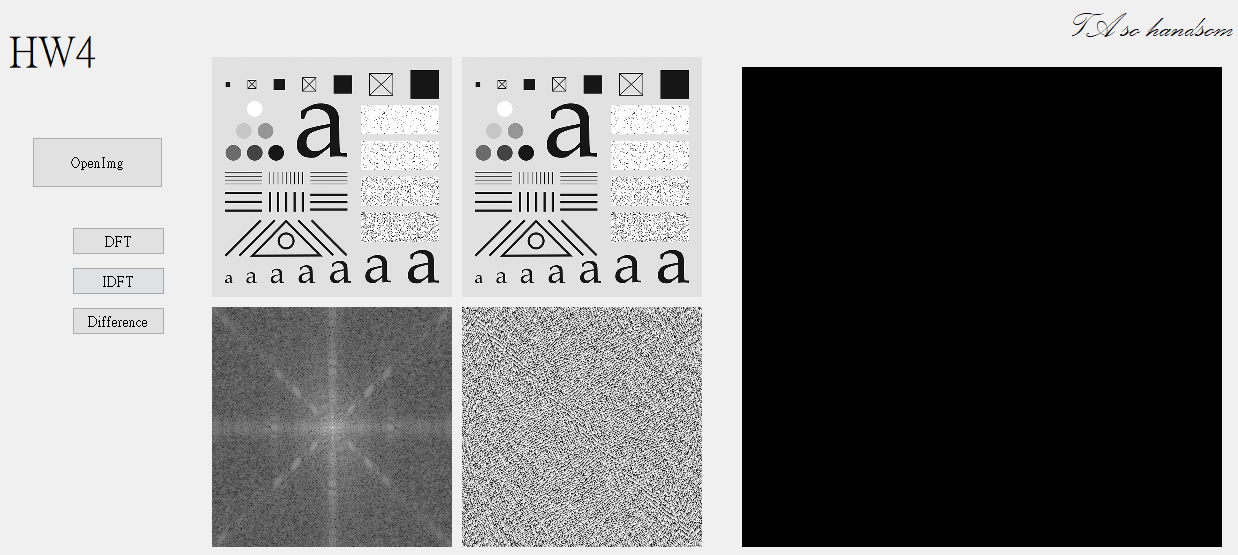 TA so handsom
HW4
OpenImg
DFT
IDFT
Difference
a
a a a a a a a
a
a a a a a a a